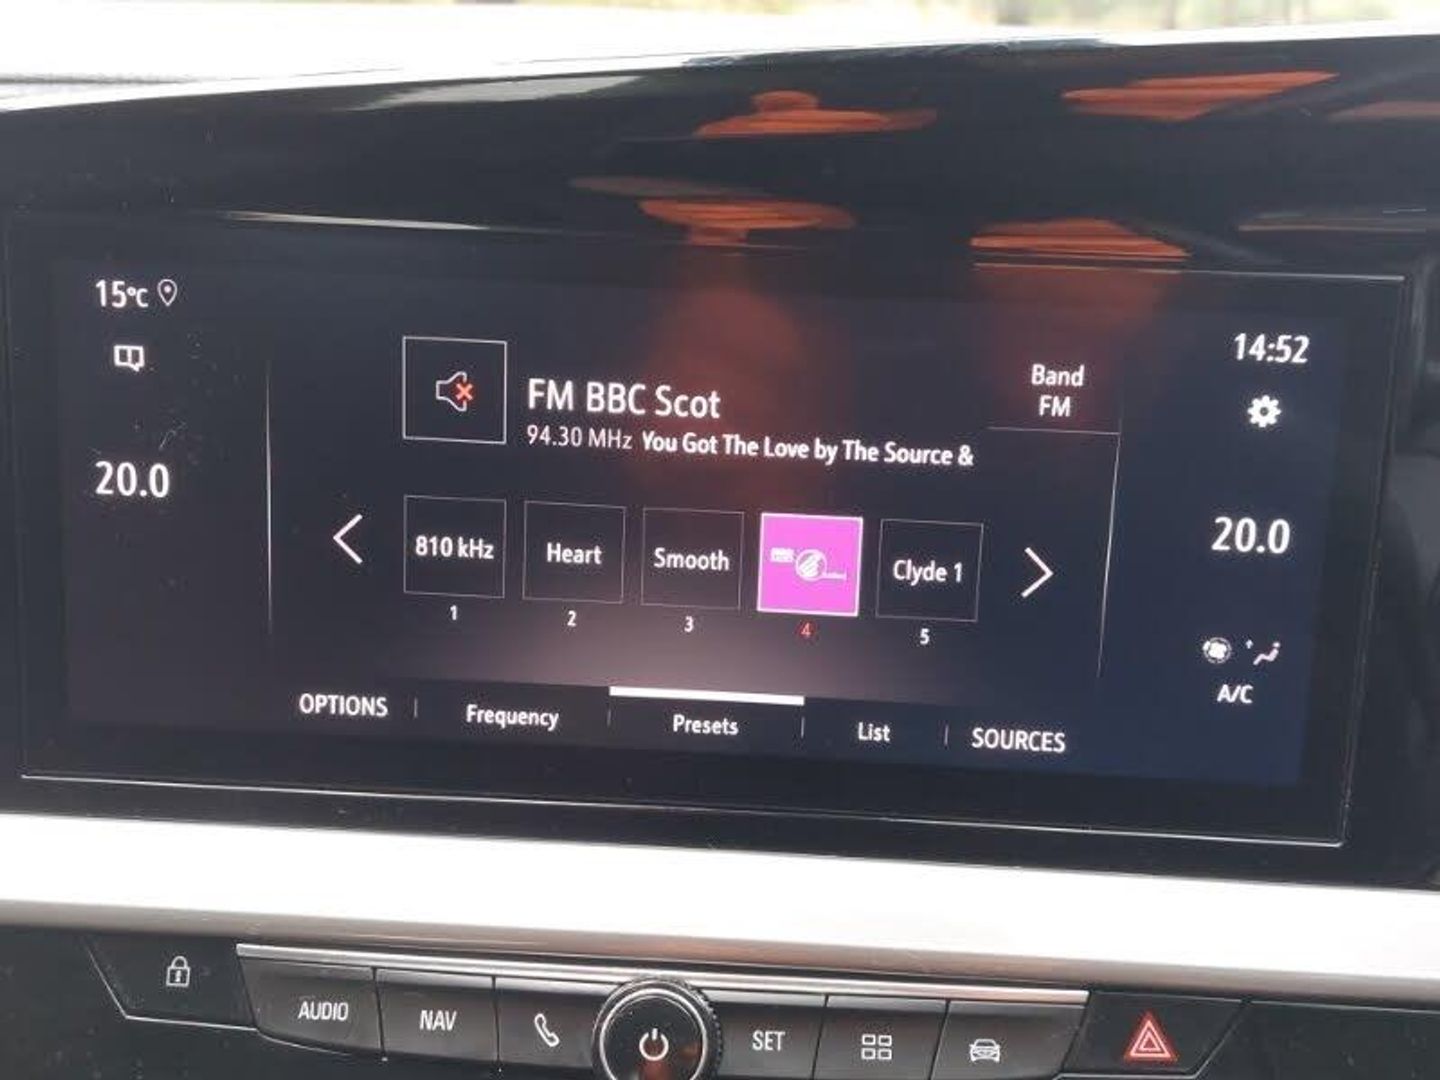 15°C
14:52
Band
FM
FM BBC Scot
94.30 MHz You Got The Love by The Source &
20.0
20.0
810 kHz
Heart
Smooth
Clyde 1
1
2
3
4
5
A/C
OPTIONS
Frequency
Presets
List
SOURCES
AUDIO
NAV
SET